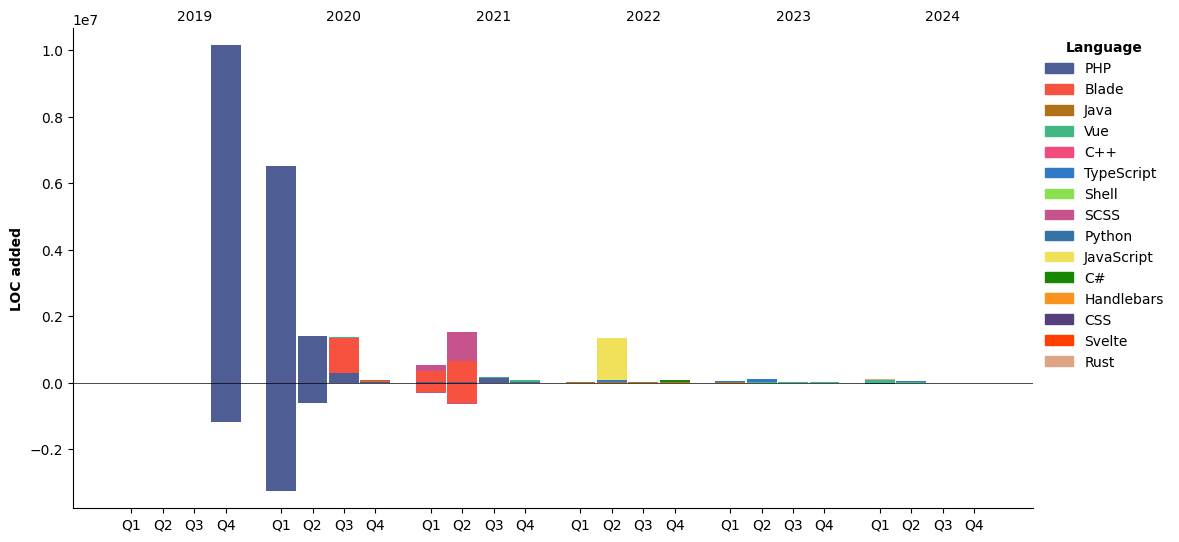 1e7
2019 2020 2021 2022 2023 2024
LOC added
1.0
0.8
0.6
0.4
0.2
0.0
−0.2
Q1 Q2 Q3 Q4 Q1 Q2 Q3 Q4 Q1 Q2 Q3 Q4 Q1 Q2 Q3 Q4 Q1 Q2 Q3 Q4 Q1 Q2 Q3 Q4
Language
PHP
Blade
Java
Vue
C++
TypeScript
Shell
SCSS
Python
JavaScript
C#
Handlebars
CSS
Svelte
Rust